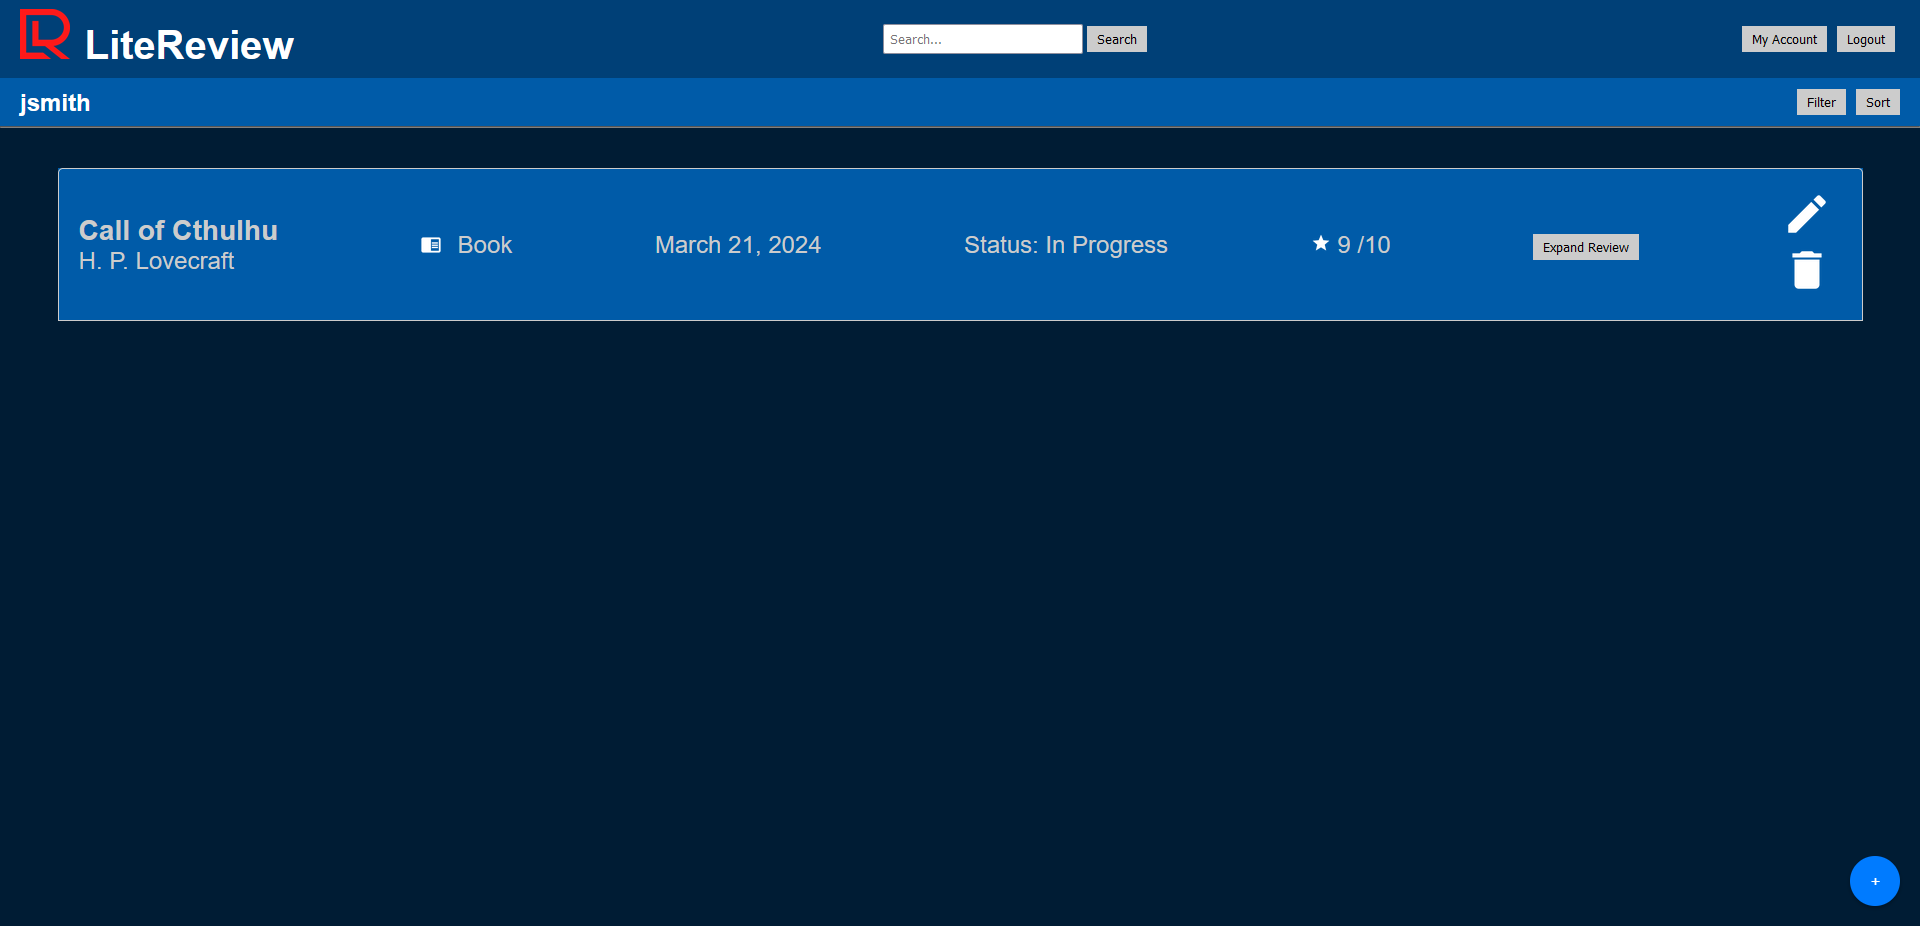 LiteReview
Search...
Search
My Account
Logout
jsmith
Filter
Sort
Call of Cthulhu
H. P. Lovecraft
Book
March 21, 2024
Status: In Progress
9 /10
Expand Review
+